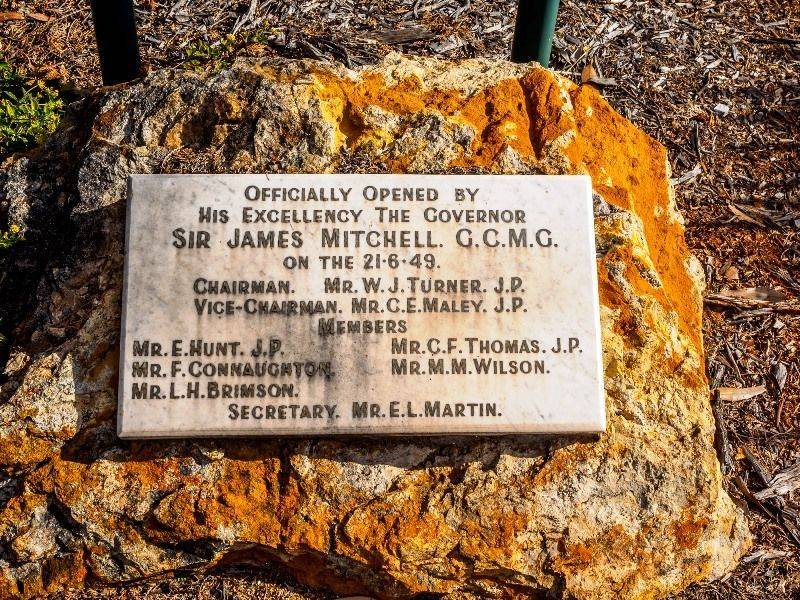 Officially Opened by
His Excellency The Governor
Sir James Mitchell. G.C.M.G.
on the 21·6·49.
Chairman. Mr. W.J. Turner. J.P.
Vice-Chairman. Mr. C.E. Maley. J.P.
Members
Mr. E. Hunt. J.P. Mr. C.F. Thomas. J.P.
Mr. F. Connaughton. Mr. M.M. Wilson.
Mr. L.H. Brimson.
Secretary. Mr. E.L. Martin.